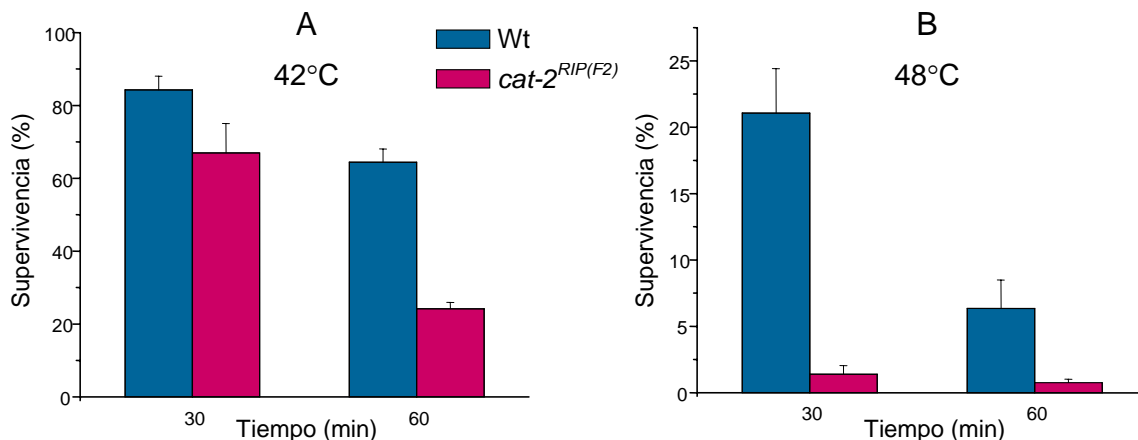 A
42°C
Wt
cat-2RIP(F2)
Supervivencia (%)
100
80
60
40
20
0
30
60
Tiempo (min)
B
48°C
Supervivencia (%)
25
20
15
10
5
0
30
60
Tiempo (min)